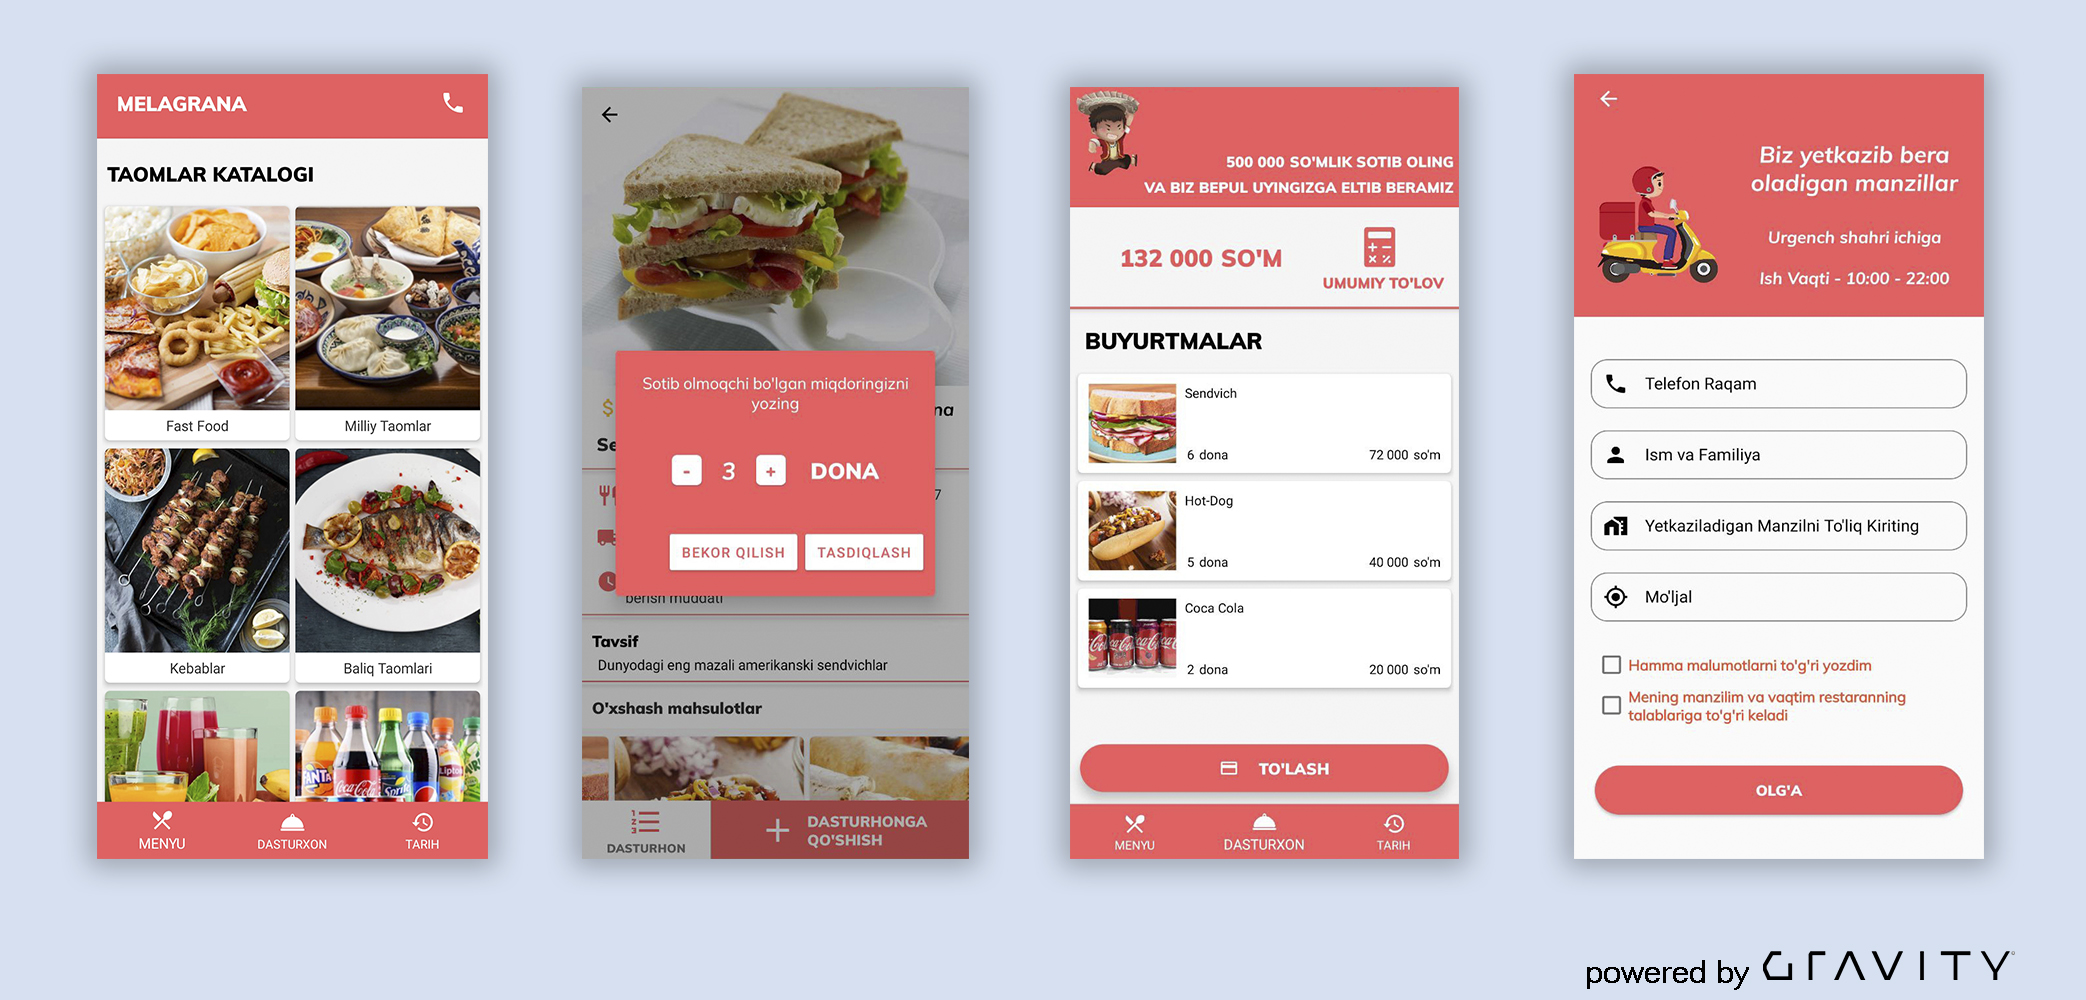 MELAGRANA
TAOMLAR KATALOGI
Fast Food
Milliy Taomlar
Kebablar
Baliq Taomlari
FANTA
Coca-Cola
Sprite
Lipton
MENYU
DASTURXON
TARIH
$
na
Se
Sotib olmoqchi bo'lgan miqdoringizni
yozing
- 3 + DONA
7
BEKOR QILISH
TASDIQLASH
berish muddati
Tavsif
Dunyodagi eng mazali amerikanski sendvichlar
O'xshash mahsulotlar
DASTURHON
DASTURHONGA
QO'SHISH
500 000 SO'MLIK SOTIB OLING
VA BIZ BEPUL UYINGIZGA ELTIB BERAMIZ
132 000 SO'M
UMUMIY TO'LOV
BUYURTMALAR
Sendvich
6 dona
72 000 so'm
Hot-Dog
5 dona
40 000 so'm
Coca Cola
2 dona
20 000 so'm
TO'LASH
MENYU
DASTURXON
TARIH
Biz yetkazib bera
oladigan manzillar
Urgench shahri ichiga
Ish Vaqti - 10:00 - 22:00
Telefon Raqam
Ism va Familiya
Yetkaziladigan Manzilni To'liq Kiriting
Mo'ljal
Hamma malumotlarni to'g'ri yozdim
Mening manzilim va vaqtim restaranning
talablariga to'g'ri keladi
OLG'A
powered by GRAVITY